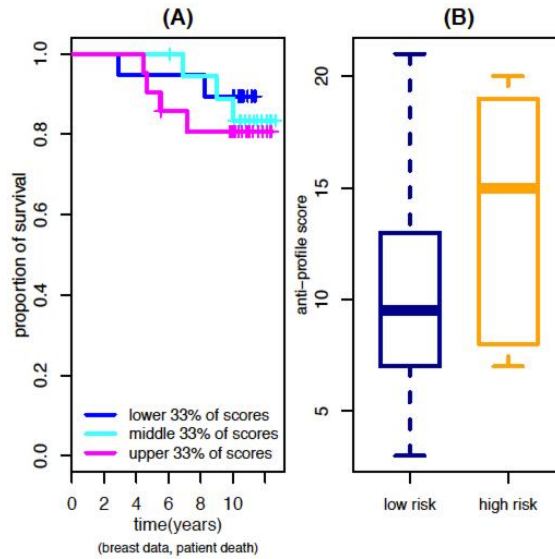 (A)
proportion of survival
1.0
0.8
0.6
0.4
0.2
0.0
lower 33% of scores
middle 33% of scores
upper 33% of scores
0 2 4 6 8 10
time(years)
(breast data, patient death)
(B)
anti-profile score
20
15
10
5
low risk high risk